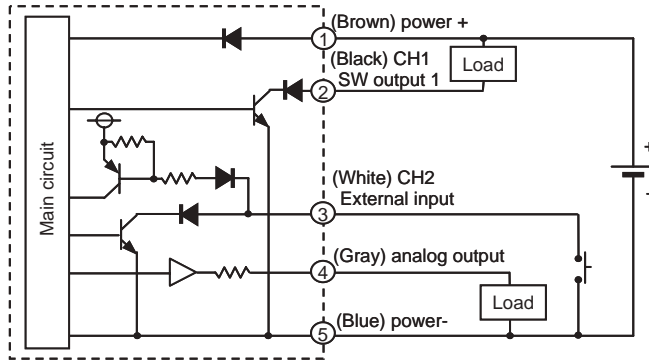 (Brown) power +
1
(Black) CH1
SW output 1
Load
2
Main circuit
+
-
(White) CH2
External input
3
(Gray) analog output
4
Load
(Blue) power-
5